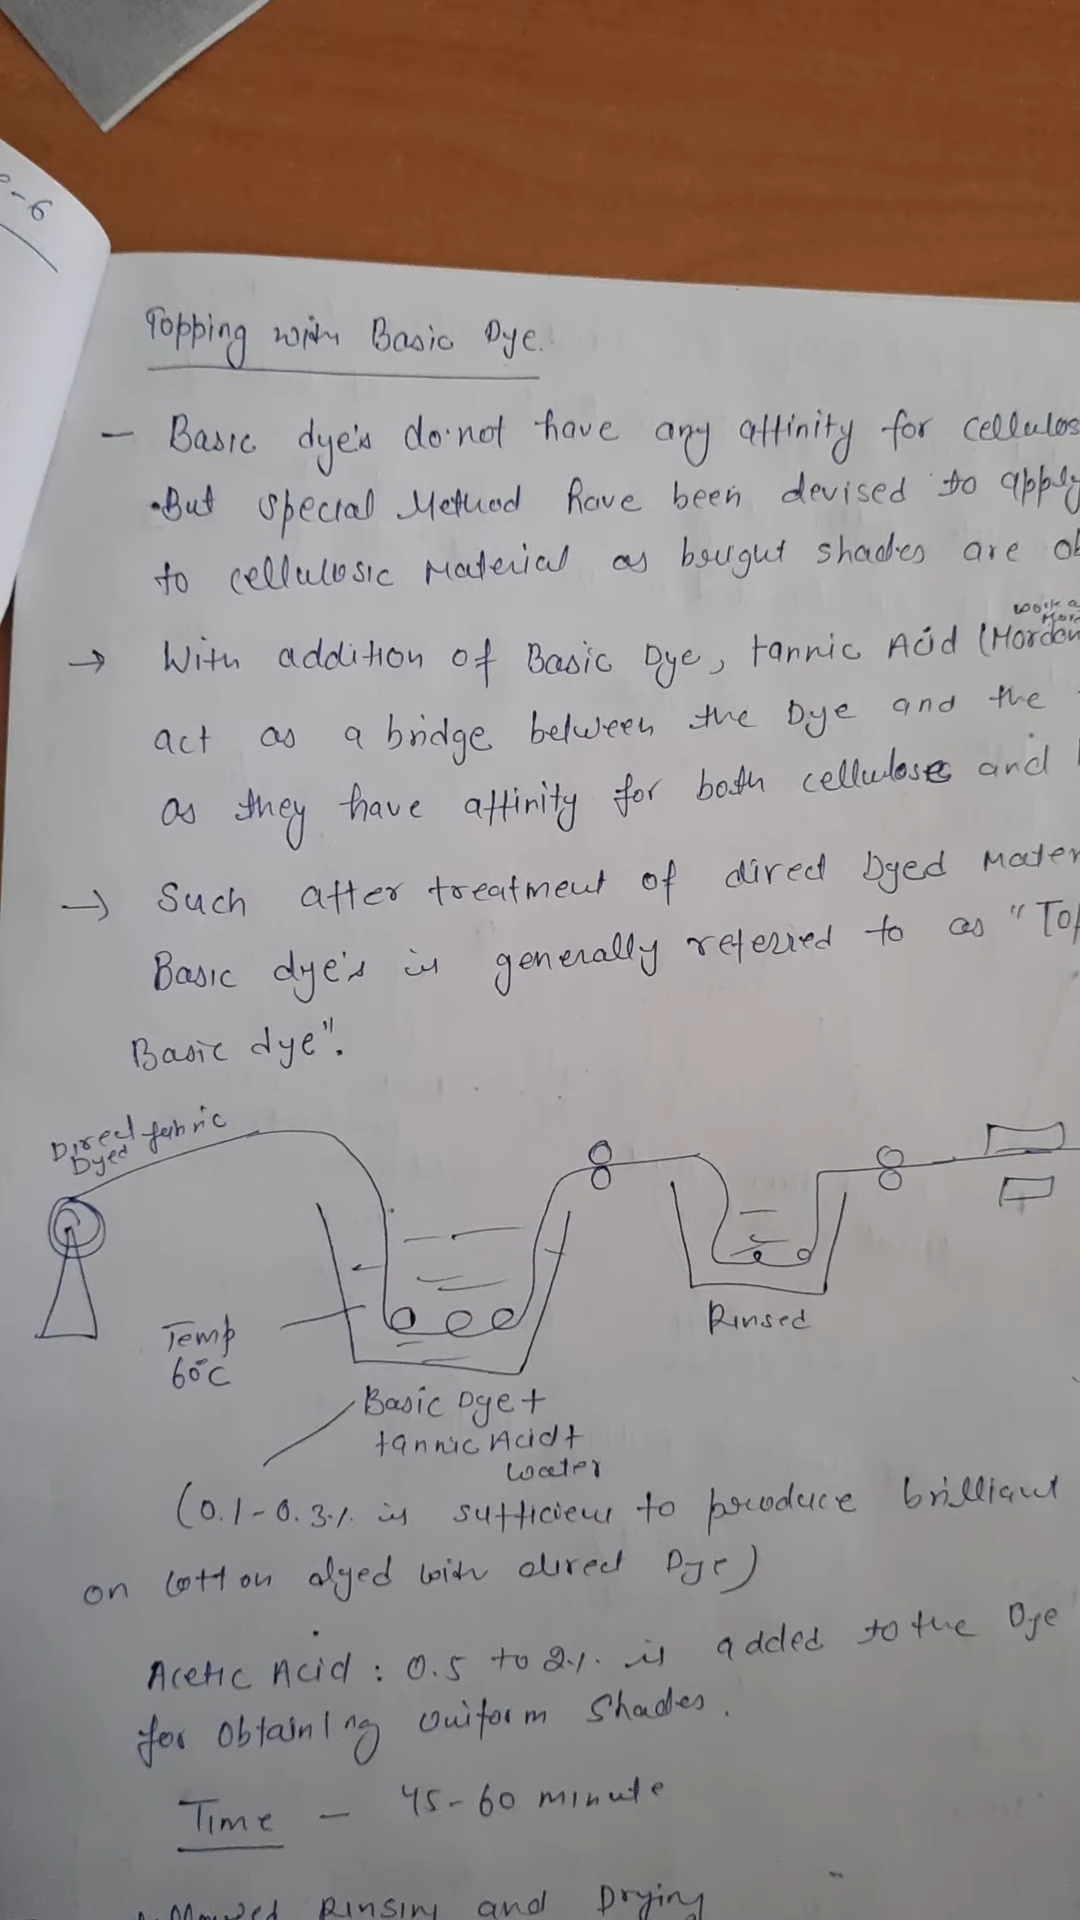 -6
Topping with Basic Dye.
- Basic dye's do not have any affinity for cellulos
But special Method have been devised to apply
to cellulosic Material as bright shades are ob
work a
→ With addition of Basic Dye, tannic Acid (Mordan
act as a bridge between the Dye and the
as they have affinity for both cellulose and
→ Such after treatment of direct Dyed Mater
Basic dye's is generally referred to as "Top
Basic dye".
Direct fabric
Dyed
Temp
60°C
Rinsed
Basic Dye +
tannic Acid +
water
(0.1-0.3% is sufficient to produce brilliant
on cotton dyed with direct Dye)
Acetic Acid : 0.5 to 2% is added to the Dye
for obtaining uniform shades.
Time - 45-60 minute
Rinsing and Drying